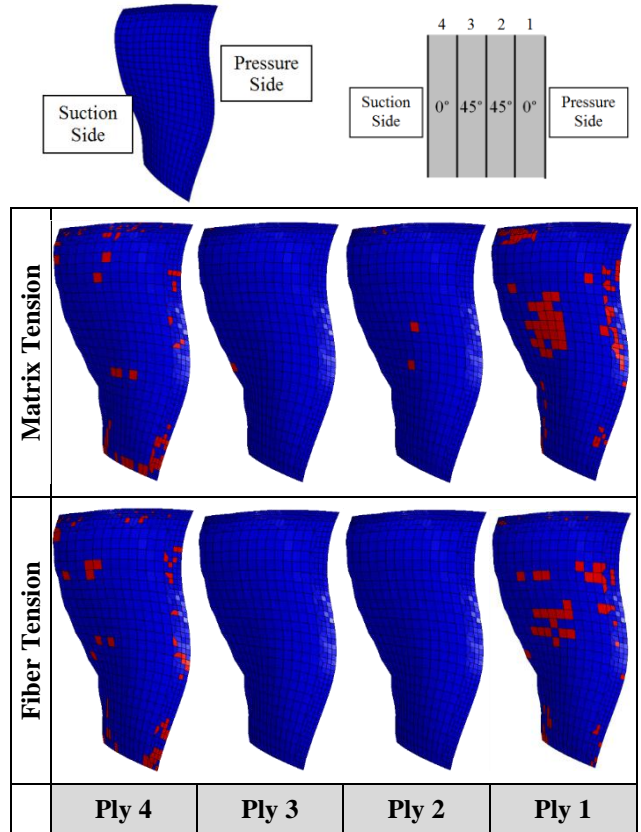 4 3 2 1
Pressure
Side
Suction
Side
Suction
Side
0° 45° 45° 0°
Pressure
Side
Matrix Tension
Fiber Tension
Ply 4 Ply 3 Ply 2 Ply 1